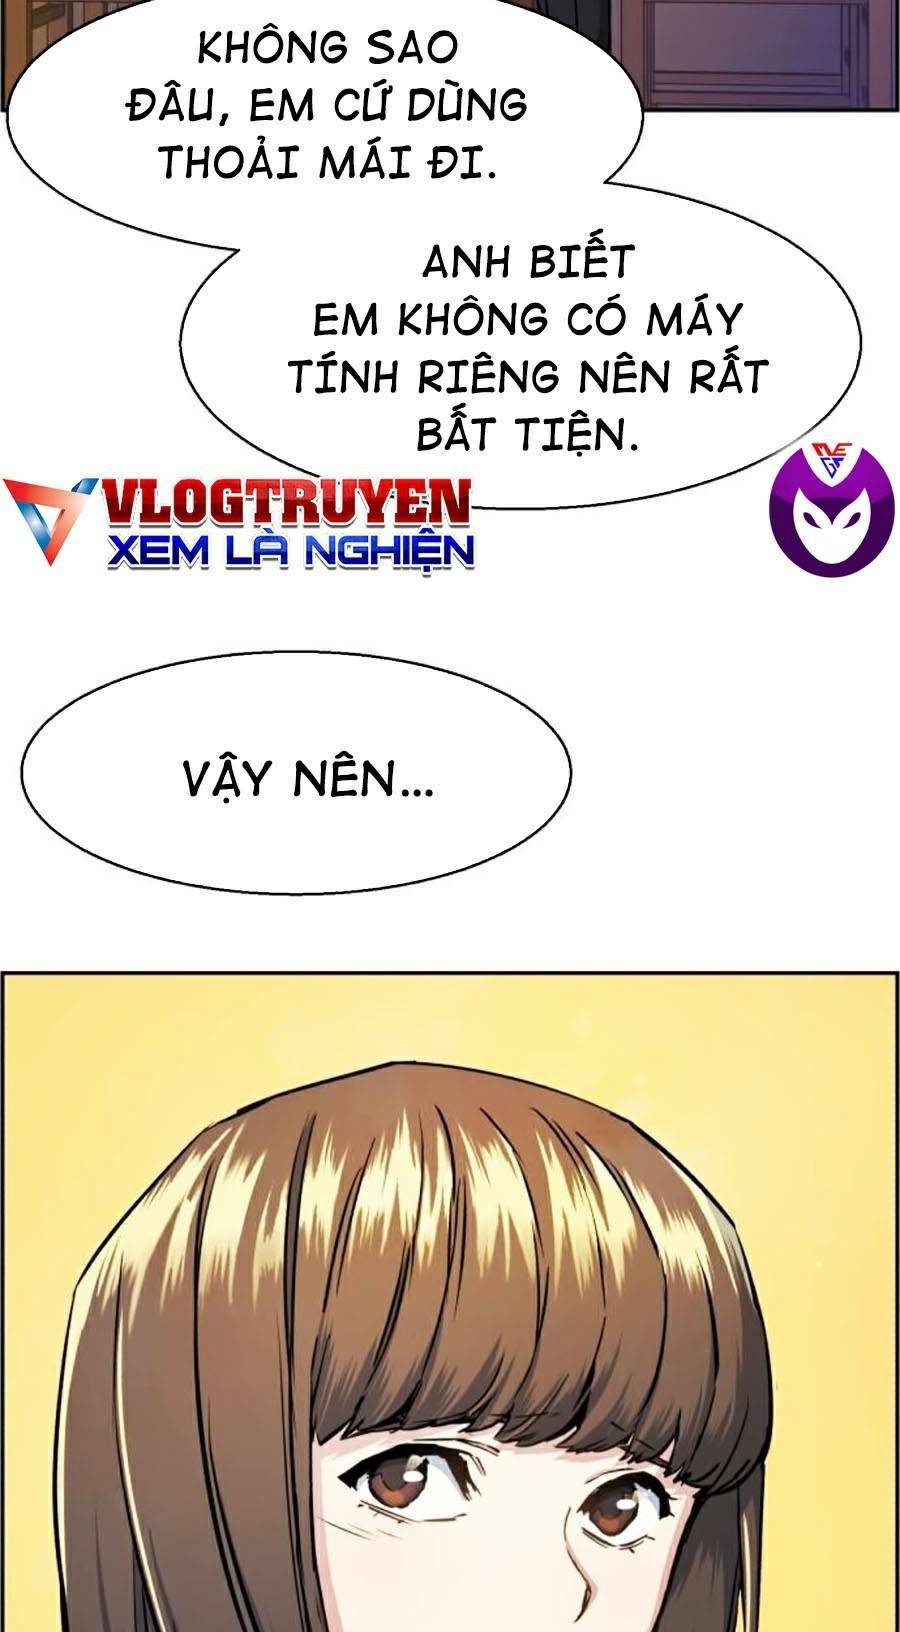 KHÔNG SAO
ĐÂU, EM CỨ DÙNG
THOẢI MÁI ĐI.
ANH BIẾT
EM KHÔNG CÓ MÁY
TÍNH RIÊNG NÊN RẤT
BẤT TIỆN.
VLOGTRUYEN
XEM LÀ NGHIỆN
VẬY NÊN...